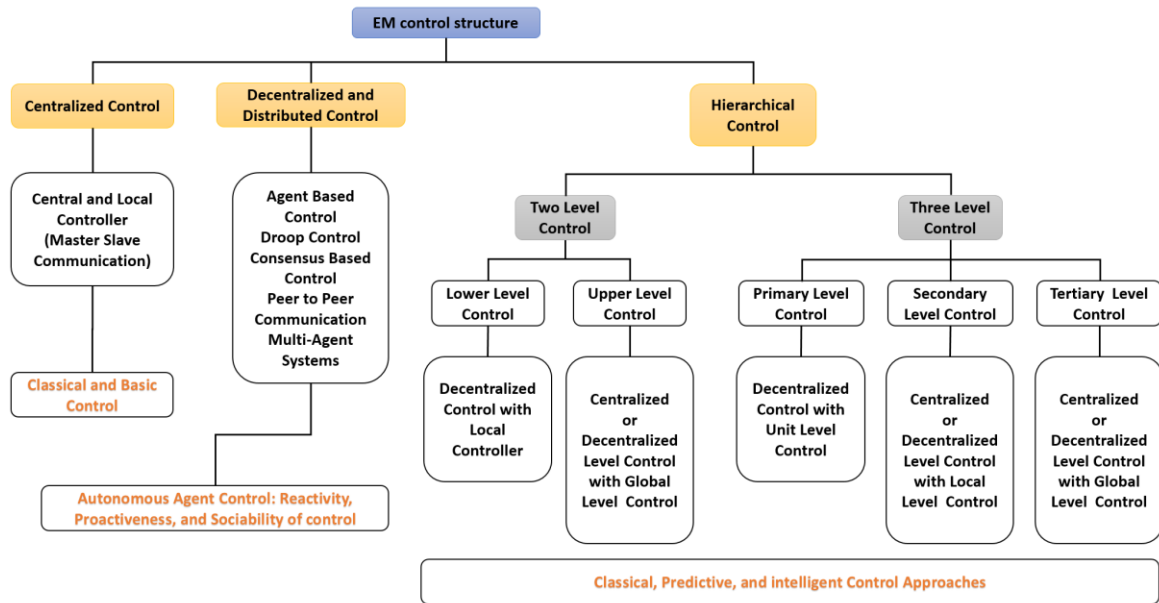 EM control structure
Centralized Control
Decentralized and
Distributed Control
Hierarchical
Control
Central and Local
Controller
(Master Slave
Communication)
Agent Based
Control
Droop Control
Consensus Based
Control
Peer to Peer
Communication
Multi-Agent
Systems
Two Level
Control
Three Level
Control
Lower Level
Control
Upper Level
Control
Primary Level
Control
Secondary
Level Control
Tertiary Level
Control
Classical and Basic
Control
Decentralized
Control with
Local
Controller
Centralized
or
Decentralized
Level Control
with Global
Level Control
Decentralized
Control with
Unit Level
Control
Centralized
or
Decentralized
Level Control
with Local
Level Control
Centralized
or
Decentralized
Level Control
with Global
Level Control
Autonomous Agent Control: Reactivity,
Proactiveness, and Sociability of control
Classical, Predictive, and intelligent Control Approaches